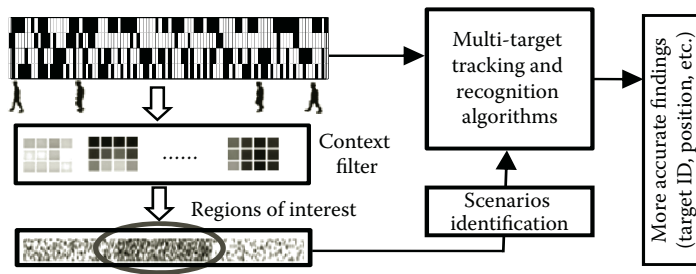 Multi-target
tracking and
recognition
algorithms
More accurate findings
(target ID, position, etc.)
......
Context
filter
Scenarios
identification
Regions of interest